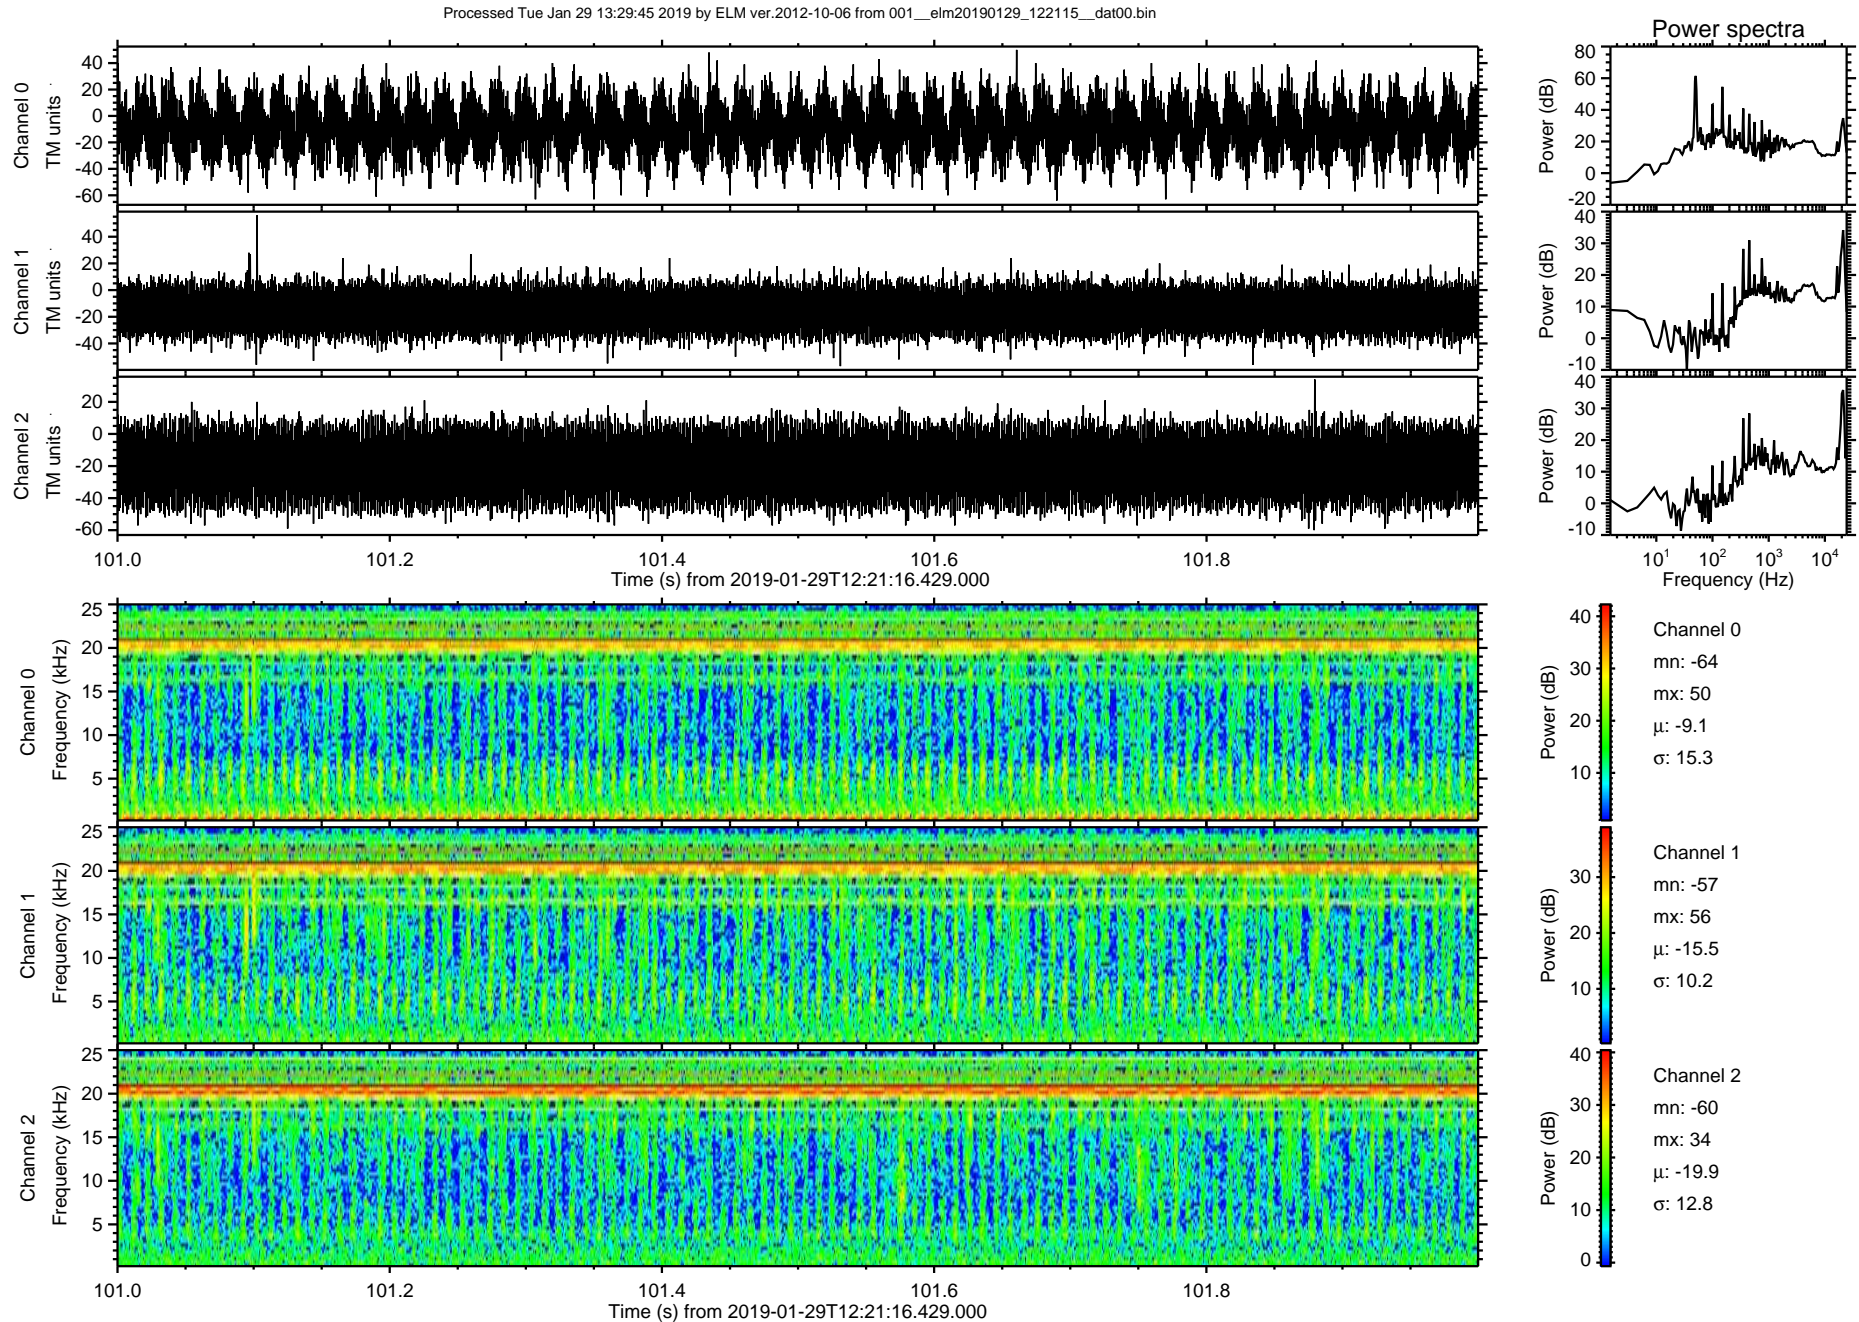 Processed Tue Jan 29 13:29:45 2019 by ELM ver.2012-10-06 from 001__elm20190129_122115__dat00.bin
Power spectra
Channel 0
TM units
40
20
0
-20
-40
-60
Power (dB)
80
60
40
20
0
-20
Channel 1
TM units
40
20
0
-20
-40
Power (dB)
40
30
20
10
0
-10
Channel 2
TM units
20
0
-20
-40
-60
Power (dB)
40
30
20
10
0
-10
101.0 101.2 101.4 101.6 101.8
Time (s) from 2019-01-29T12:21:16.429.000
10¹ 10² 10³ 10⁴
Frequency (Hz)
Channel 0
Frequency (kHz)
25
20
15
10
5
Power (dB)
40
30
20
10
Channel 0
mn: -64
mx: 50
μ: -9.1
σ: 15.3
Channel 1
Frequency (kHz)
25
20
15
10
5
Power (dB)
30
20
10
Channel 1
mn: -57
mx: 56
μ: -15.5
σ: 10.2
Channel 2
Frequency (kHz)
25
20
15
10
5
Power (dB)
40
30
20
10
0
Channel 2
mn: -60
mx: 34
μ: -19.9
σ: 12.8
101.0 101.2 101.4 101.6 101.8
Time (s) from 2019-01-29T12:21:16.429.000